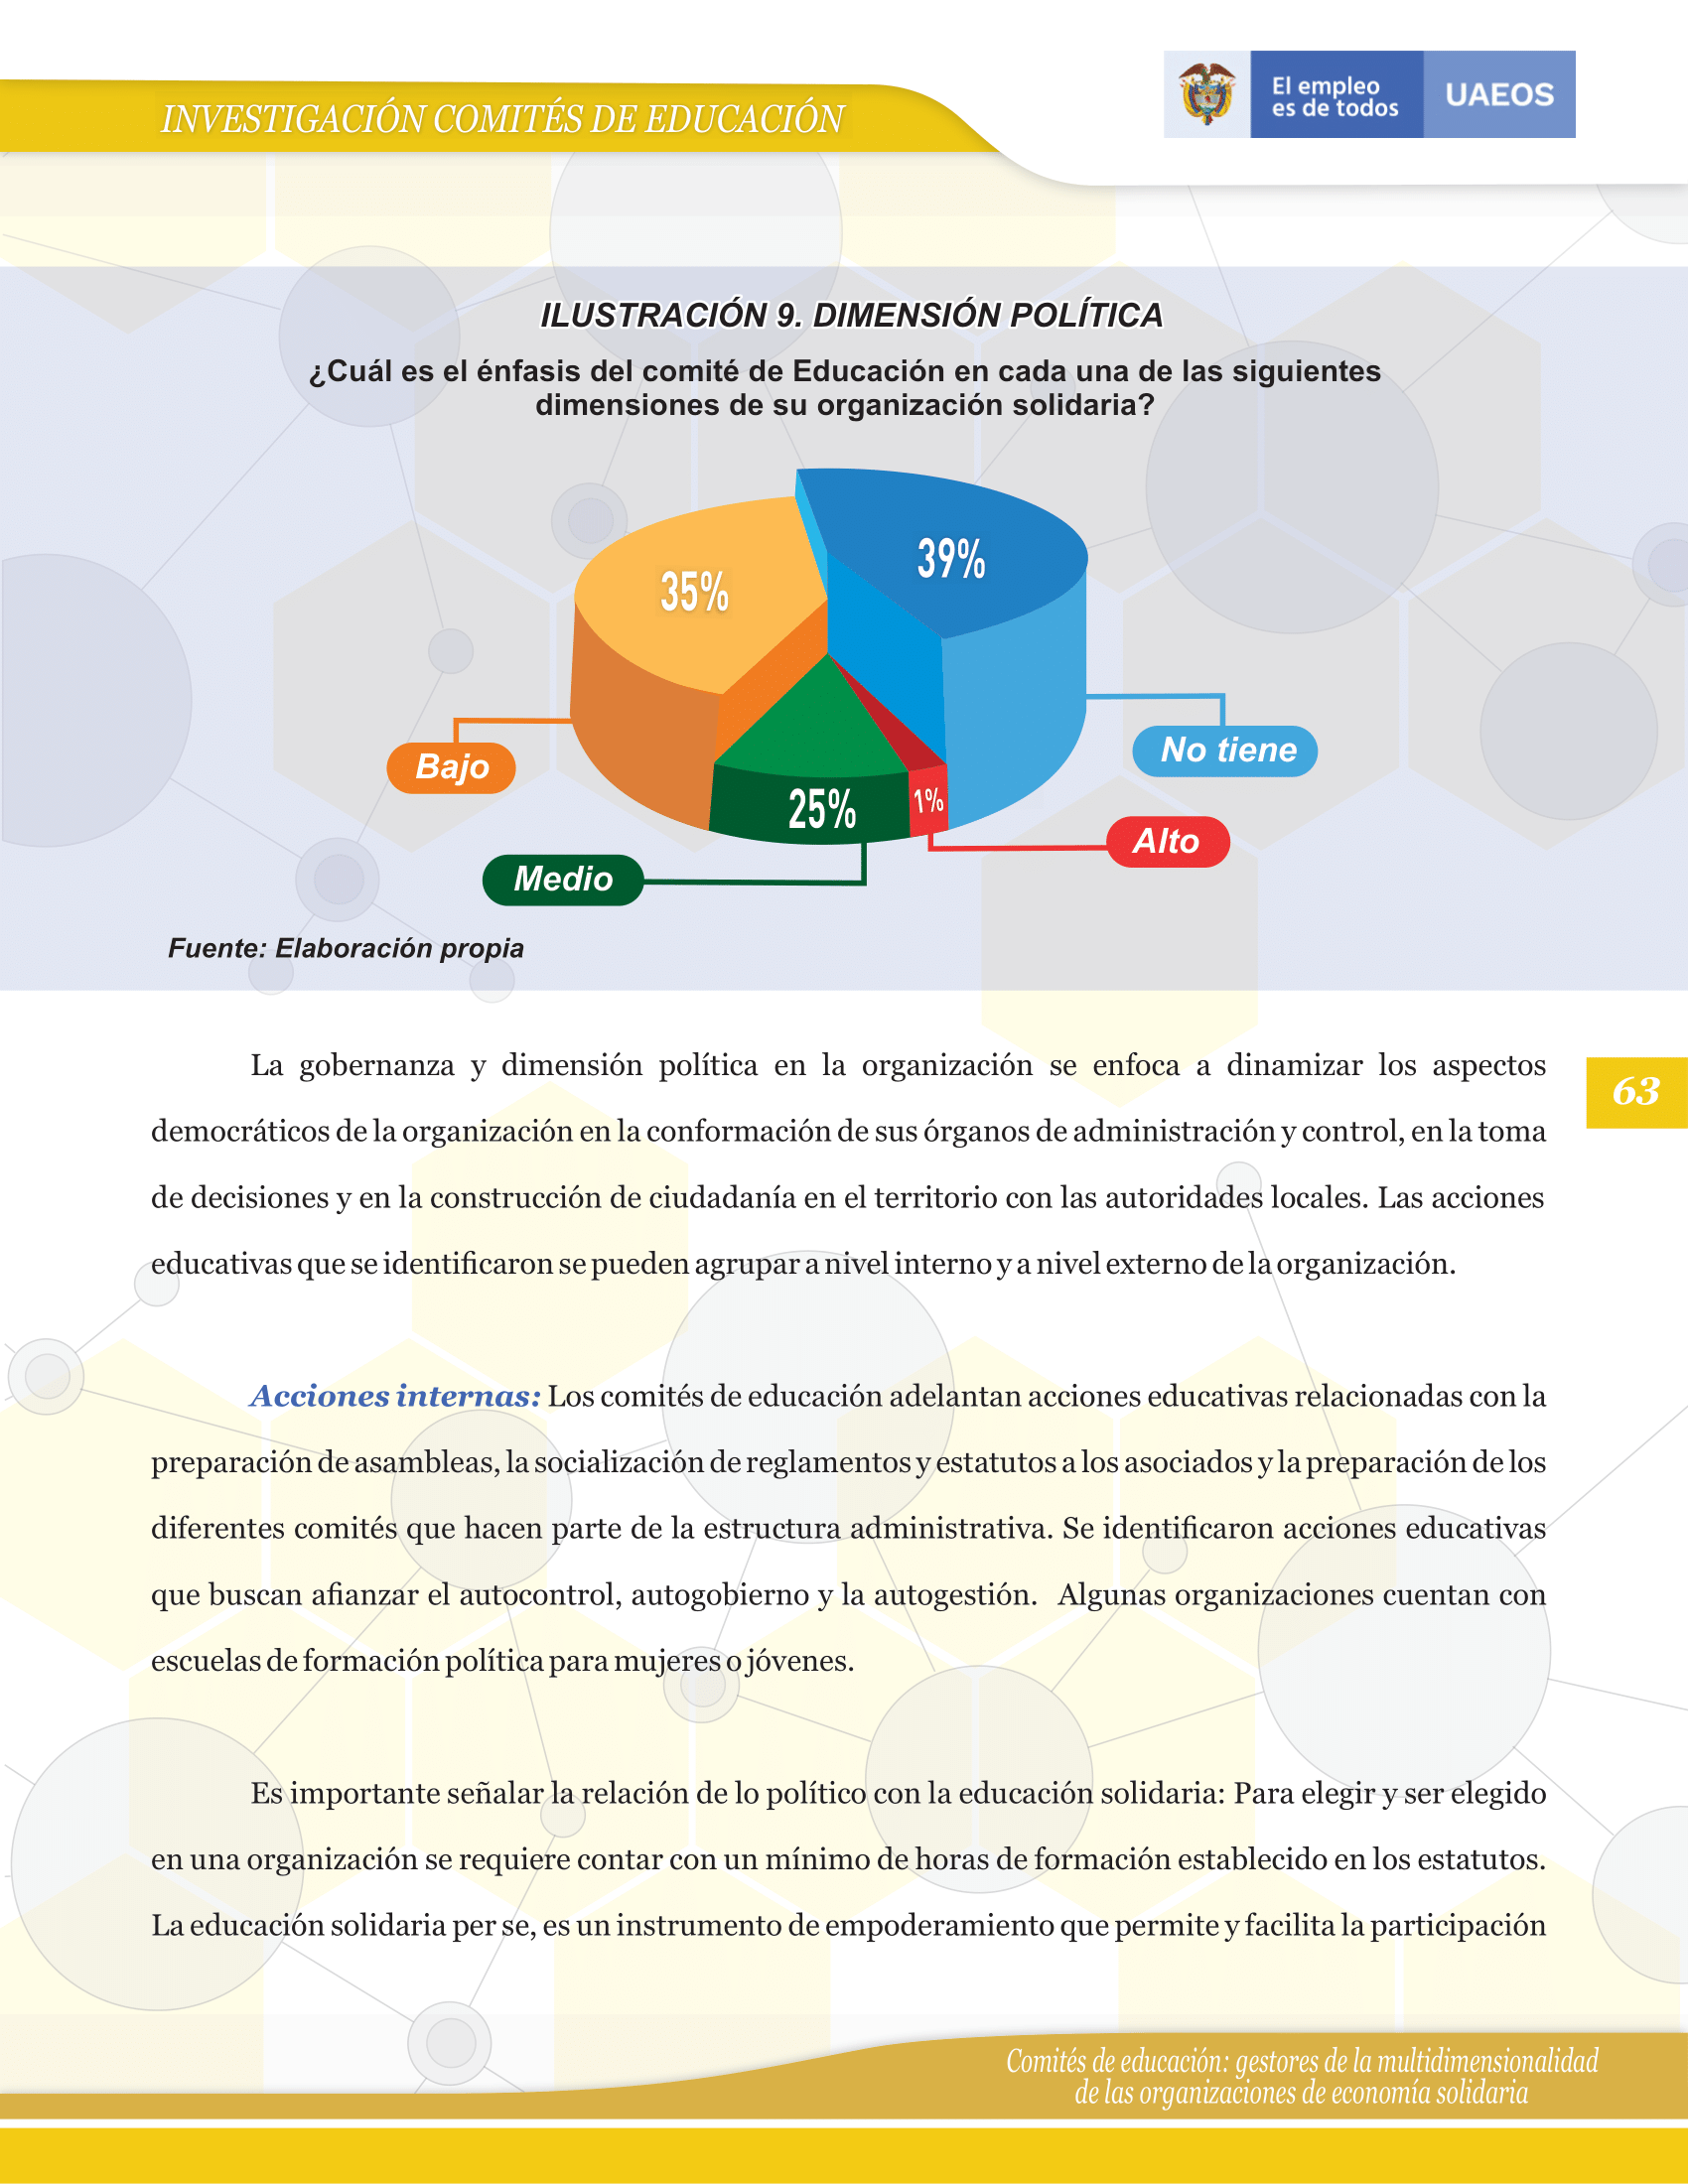 INVESTIGACIÓN COMITÉS DE EDUCACIÓN
El empleo
es de todos
UAEOS
ILUSTRACIÓN 9. DIMENSIÓN POLÍTICA
¿Cuál es el énfasis del comité de Educación en cada una de las siguientes
dimensiones de su organización solidaria?
39%
35%
25%
1%
No tiene
Bajo
Alto
Medio
Fuente: Elaboración propia
La gobernanza y dimensión política en la organización se enfoca a dinamizar los aspectos
democráticos de la organización en la conformación de sus órganos de administración y control, en la toma
de decisiones y en la construcción de ciudadanía en el territorio con las autoridades locales. Las acciones
educativas que se identificaron se pueden agrupar a nivel interno y a nivel externo de la organización.
63
Acciones internas: Los comités de educación adelantan acciones educativas relacionadas con la
preparación de asambleas, la socialización de reglamentos y estatutos a los asociados y la preparación de los
diferentes comités que hacen parte de la estructura administrativa. Se identificaron acciones educativas
que buscan afianzar el autocontrol, autogobierno y la autogestión. Algunas organizaciones cuentan con
escuelas de formación política para mujeres o jóvenes.
Es importante señalar la relación de lo político con la educación solidaria: Para elegir y ser elegido
en una organización se requiere contar con un mínimo de horas de formación establecido en los estatutos.
La educación solidaria per se, es un instrumento de empoderamiento que permite y facilita la participación
Comités de educación: gestores de la multidimensionalidad
de las organizaciones de economía solidaria